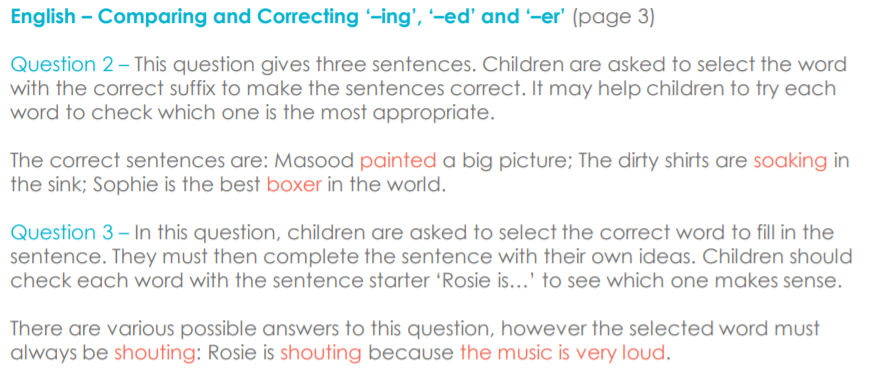 English – Comparing and Correcting ‘–ing’, ‘–ed’ and ‘–er’ (page 3)
Question 2 – This question gives three sentences. Children are asked to select the word
with the correct suffix to make the sentences correct. It may help children to try each
word to check which one is the most appropriate.
The correct sentences are: Masood painted a big picture; The dirty shirts are soaking in
the sink; Sophie is the best boxer in the world.
Question 3 – In this question, children are asked to select the correct word to fill in the
sentence. They must then complete the sentence with their own ideas. Children should
check each word with the sentence starter ‘Rosie is…’ to see which one makes sense.
There are various possible answers to this question, however the selected word must
always be shouting: Rosie is shouting because the music is very loud.